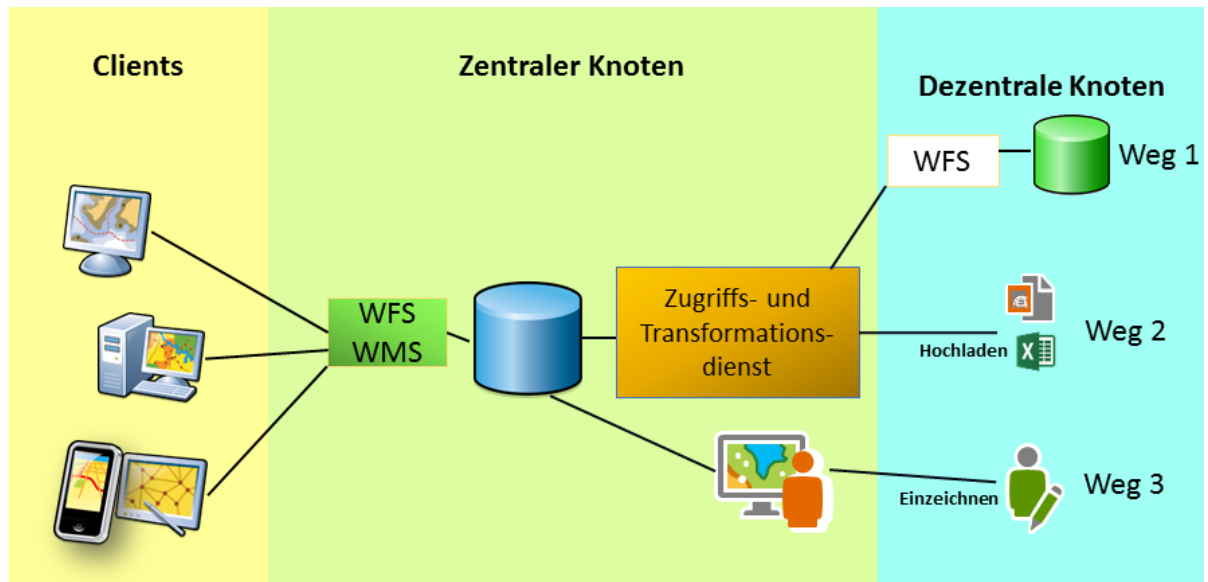 Clients
Zentraler Knoten
Dezentrale Knoten
WFS
Weg 1
WFS
WMS
Zugriffs- und
Transformations-
dienst
Hochladen
X
Weg 2
Einzeichnen
Weg 3